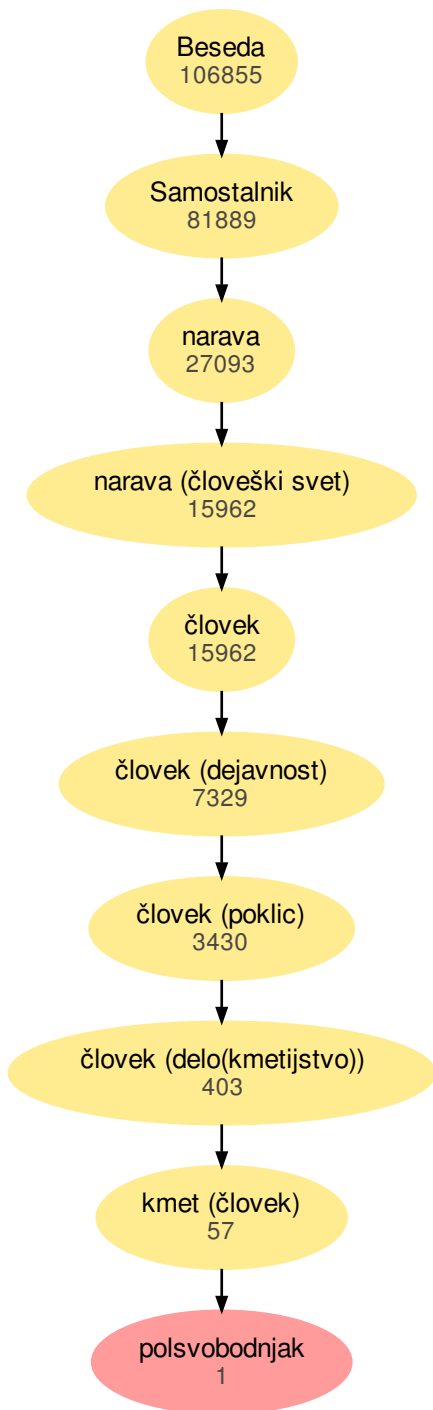 Beseda
106855
Samostalnik
81889
narava
27093
narava (človeški svet)
15962
človek
15962
človek (dejavnost)
7329
človek (poklic)
3430
človek (delo(kmetijstvo))
403
kmet (človek)
57
polsvobodnjak
1